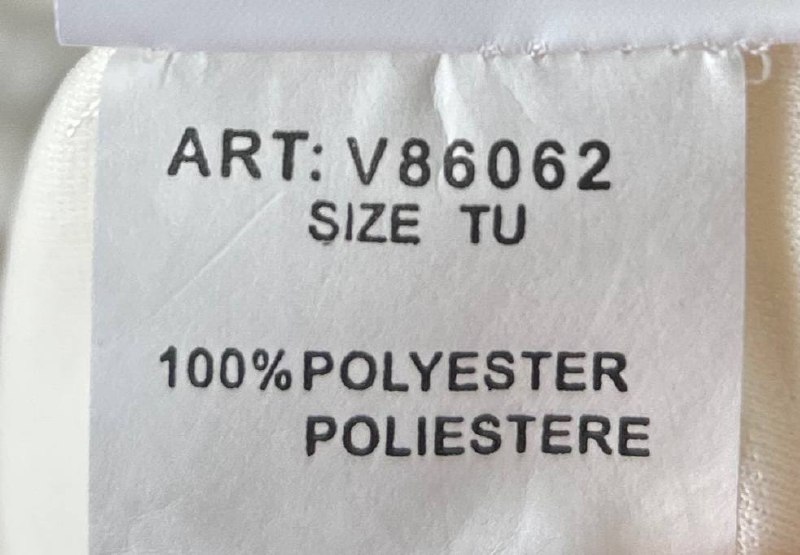 ART: V86062
SIZE TU
100% POLYESTER
POLIESTERE